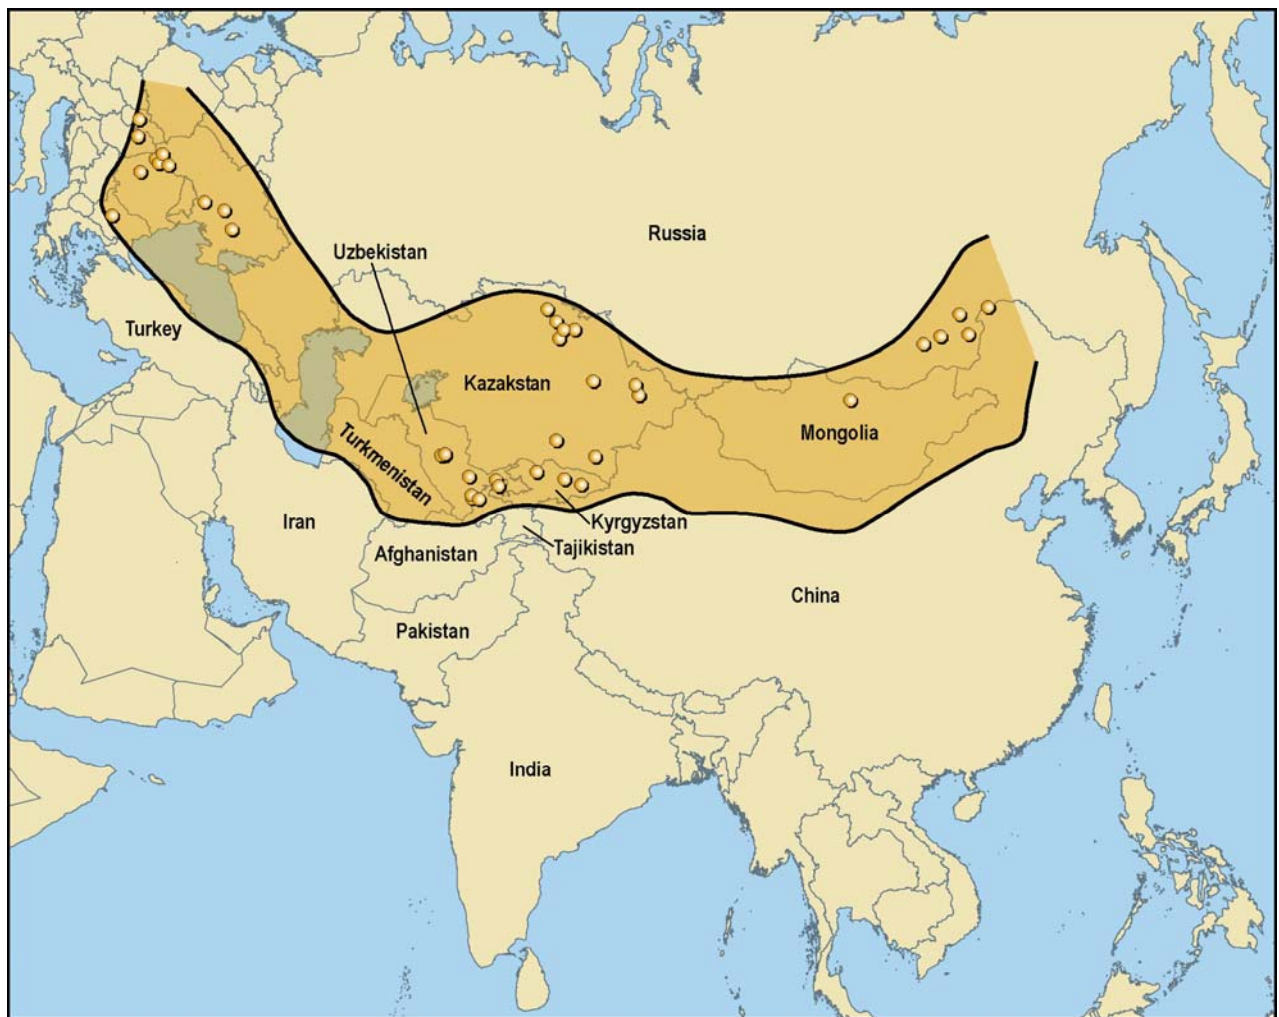 Russia
Uzbekistan
Turkey
Kazakstan
Mongolia
Turkmenistan
Iran
Kyrgyzstan
Tajikistan
Afghanistan
China
Pakistan
India